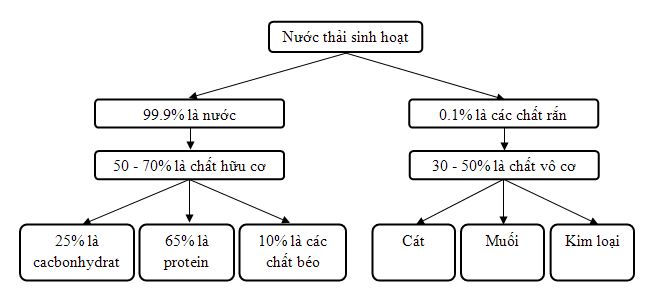 Nước thải sinh hoạt
99.9% là nước
0.1% là các chất rắn
50 - 70% là chất hữu cơ
30 - 50% là chất vô cơ
25% là
cacbonhydrat
65% là
protein
10% là các
chất béo
Cát
Muối
Kim loại